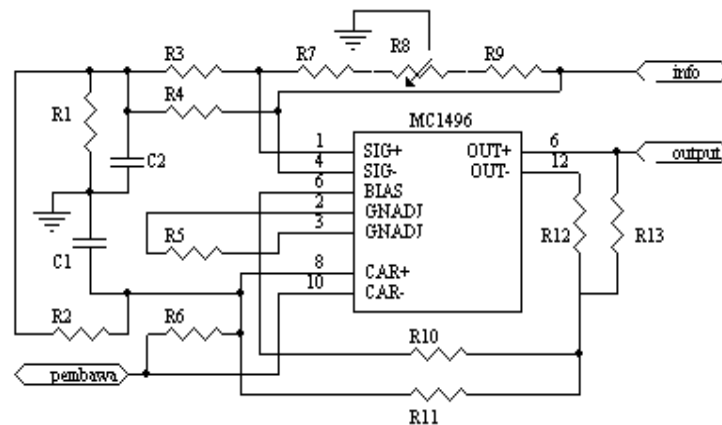 R3
R7
R8
R9
info
R1
R4
MC1496
C2
1
SIG+
OUT+
6
output
4
SIG-
OUT-
12
6
BIAS
2
GNADJ
3
GNADJ
R5
R12
R13
C1
8
CAR+
10
CAR-
R2
R6
R10
pembawa
R11